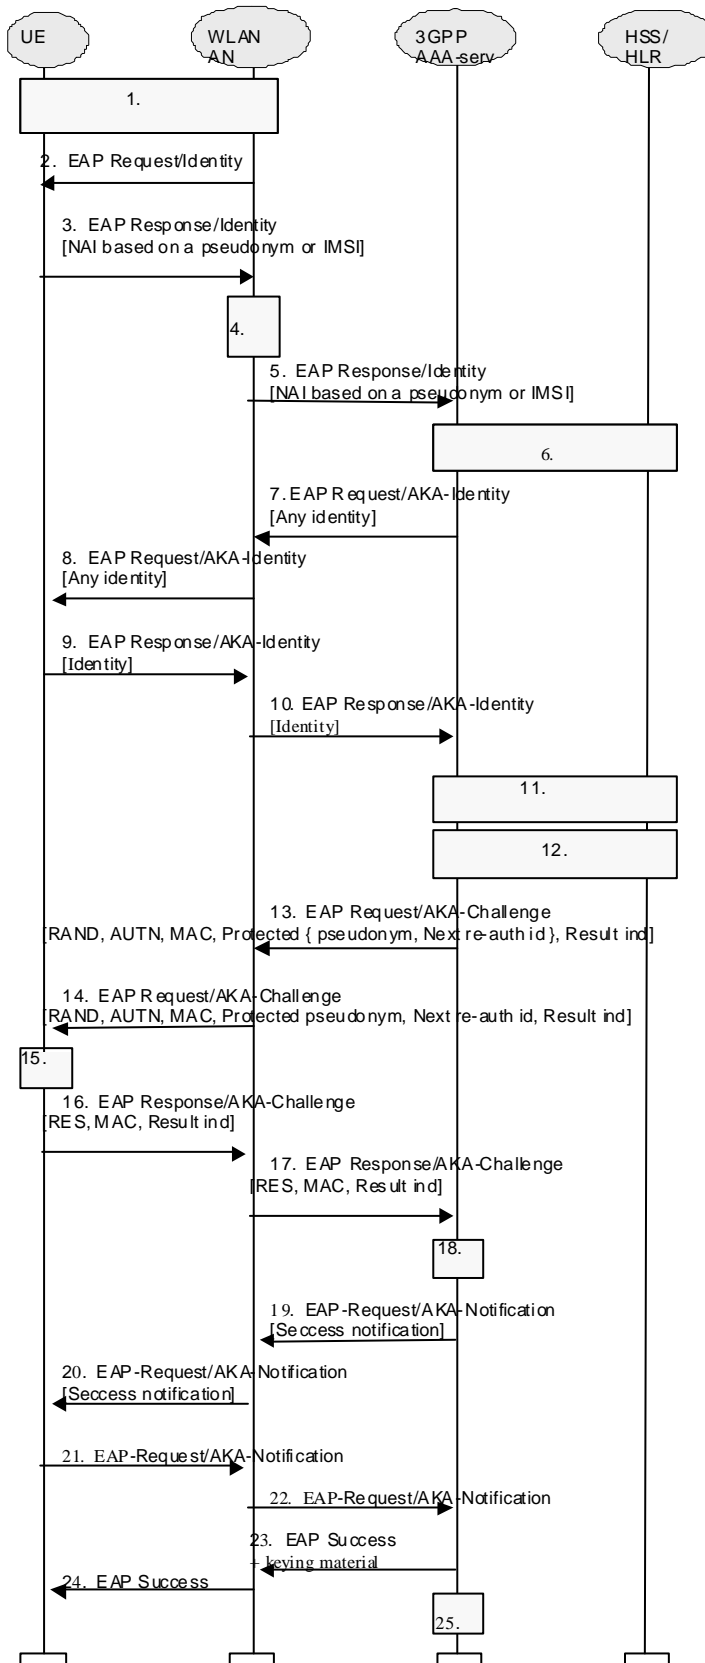 UE
WLAN
AN
3GPP
AAA-serv
HSS/
HLR
1.
2. EAP Request/Identity
3. EAP Response/Identity
[NAI based on a pseudonym or IMSI]
4.
5. EAP Response/Identity
[NAI based on a pseudonym or IMSI]
6.
7. EAP Request/AKA-Identity
[Any identity]
8. EAP Request/AKA-Identity
[Any identity]
9. EAP Response/AKA-Identity
[Identity]
10. EAP Response/AKA-Identity
[Identity]
11.
12.
13. EAP Request/AKA-Challenge
[RAND, AUTN, MAC, Protected { pseudonym, Next re-auth id }, Result ind]
14. EAP Request/AKA-Challenge
[RAND, AUTN, MAC, Protected pseudonym, Next re-auth id, Result ind]
15.
16. EAP Response/AKA-Challenge
[RES, MAC, Result ind]
17. EAP Response/AKA-Challenge
[RES, MAC, Result ind]
18.
19. EAP-Request/AKA-Notification
[Seccess notification]
20. EAP-Request/AKA-Notification
[Seccess notification]
21. EAP-Request/AKA-Notification
22. EAP-Request/AKA-Notification
23. EAP Success
+ keying material
24. EAP Success
25.